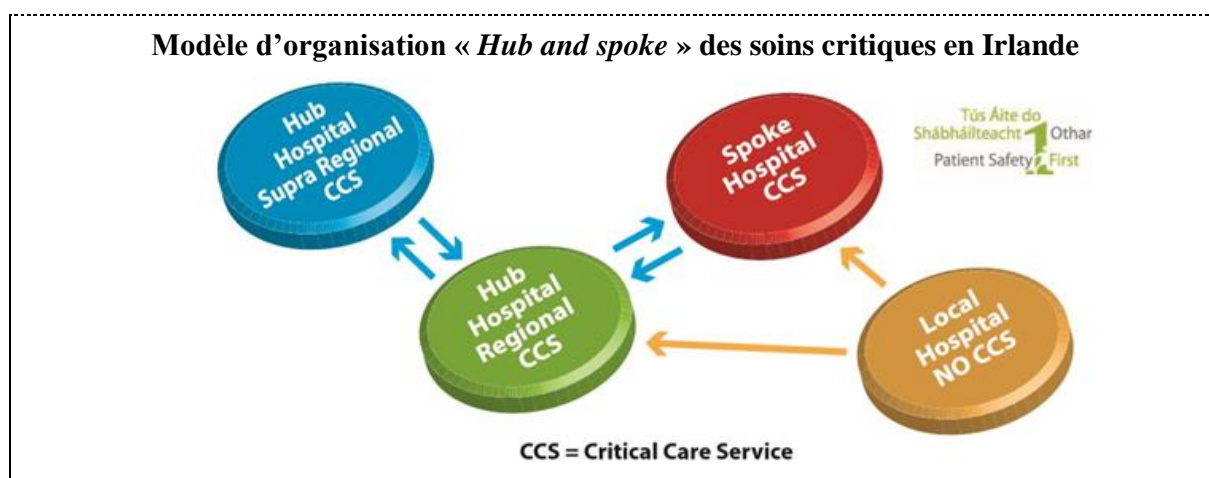 Modèle d’organisation « Hub and spoke » des soins critiques en Irlande
Hub
Hospital
Supra Regional
CCS
Spoke
Hospital
CCS
Tús Áite do
Shábháilteacht
Othar
Patient Safety
First
Hub
Hospital
Regional
CCS
Local
Hospital
NO CCS
CCS = Critical Care Service